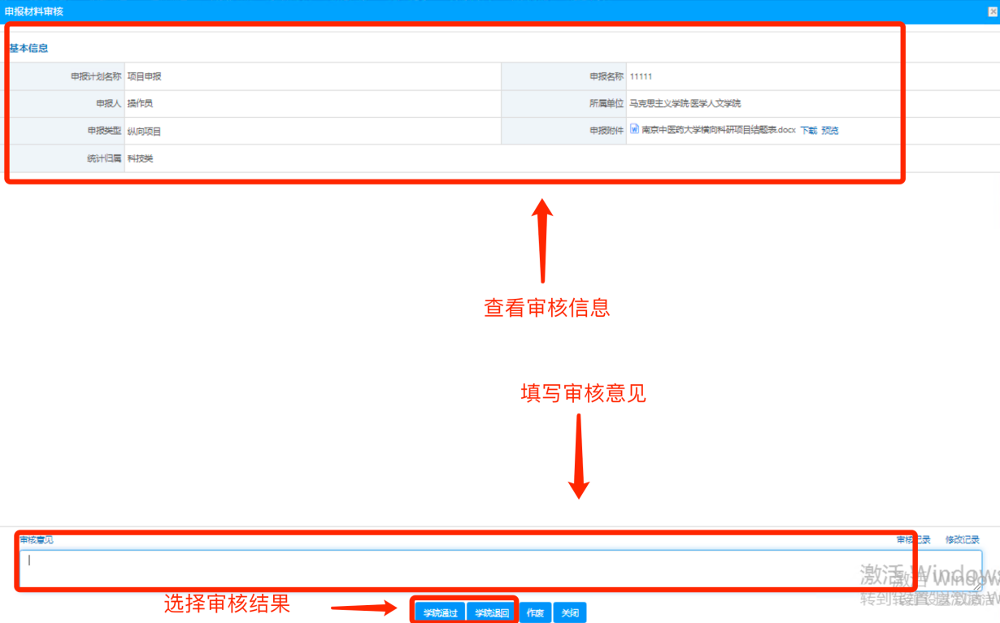 申报材料审核
基本信息
申报计划名称 项目申报 申报名称 11111
申报人 操作员 所属单位 马克思主义学院·医学人文学院
申报类型 纵向项目 申报附件 南京中医药大学横向科研项目结题表.docx 下载 预览
统计归属 科技类
查看审核信息
填写审核意见
审核意见 审核记录 修改记录
激活 Windows
选择审核结果 学院通过 学院退回 作废 关闭